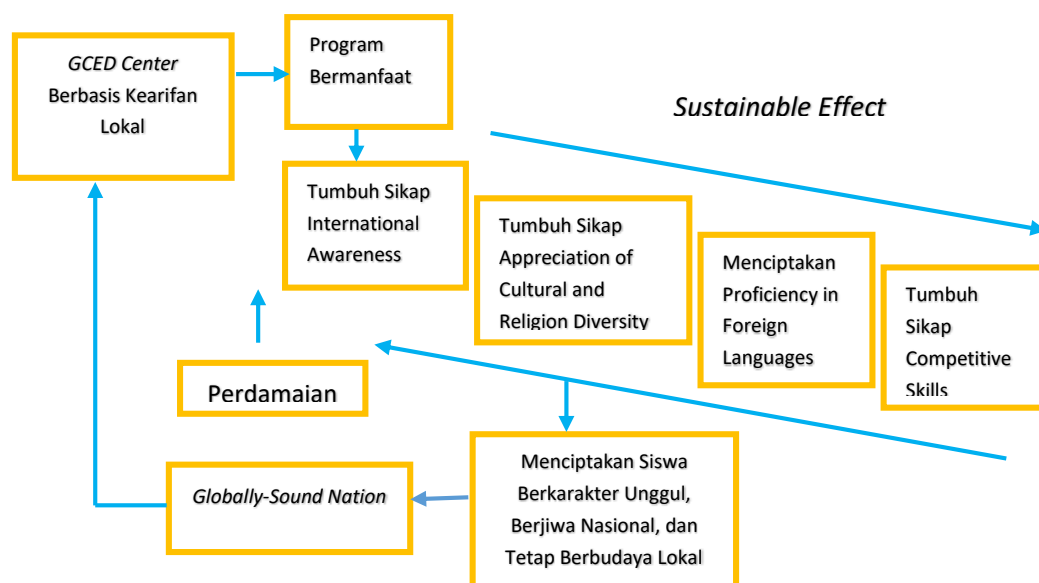 GCED Center
Berbasis Kearifan
Lokal
Program
Bermanfaat
Sustainable Effect
Tumbuh Sikap
International
Awareness
Tumbuh Sikap
Appreciation of
Cultural and
Religion Diversity
Menciptakan
Proficiency in
Foreign
Languages
Tumbuh
Sikap
Competitive
Skills
Perdamaian
Menciptakan Siswa
Berkarakter Unggul,
Berjiwa Nasional, dan
Tetap Berbudaya Lokal
Globally-Sound Nation